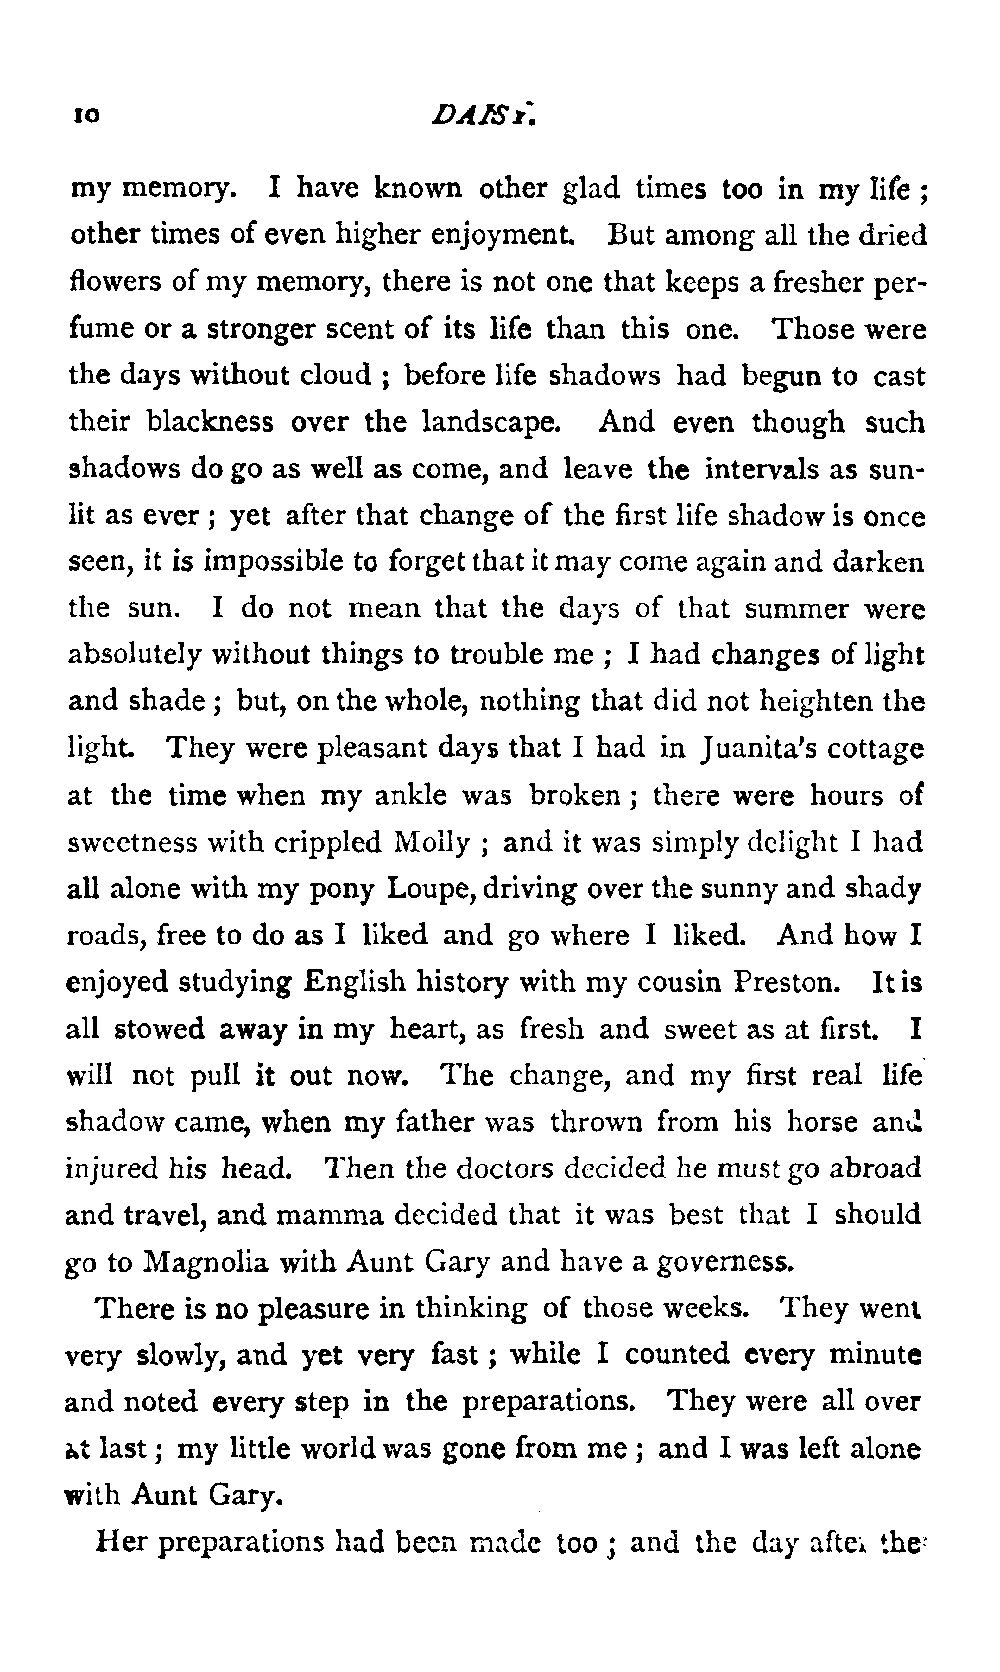 10 DAISY.
my memory. I have known other glad times too in my life ;
other times of even higher enjoyment. But among all the dried
flowers of my memory, there is not one that keeps a fresher per-
fume or a stronger scent of its life than this one. Those were
the days without cloud ; before life shadows had begun to cast
their blackness over the landscape. And even though such
shadows do go as well as come, and leave the intervals as sun-
lit as ever ; yet after that change of the first life shadow is once
seen, it is impossible to forget that it may come again and darken
the sun. I do not mean that the days of that summer were
absolutely without things to trouble me ; I had changes of light
and shade ; but, on the whole, nothing that did not heighten the
light. They were pleasant days that I had in Juanita's cottage
at the time when my ankle was broken ; there were hours of
sweetness with crippled Molly ; and it was simply delight I had
all alone with my pony Loupe, driving over the sunny and shady
roads, free to do as I liked and go where I liked. And how I
enjoyed studying English history with my cousin Preston. It is
all stowed away in my heart, as fresh and sweet as at first. I
will not pull it out now. The change, and my first real life
shadow came, when my father was thrown from his horse and
injured his head. Then the doctors decided he must go abroad
and travel, and mamma decided that it was best that I should
go to Magnolia with Aunt Gary and have a governess.
There is no pleasure in thinking of those weeks. They went
very slowly, and yet very fast ; while I counted every minute
and noted every step in the preparations. They were all over
at last ; my little world was gone from me ; and I was left alone
with Aunt Gary.
Her preparations had been made too ; and the day after the